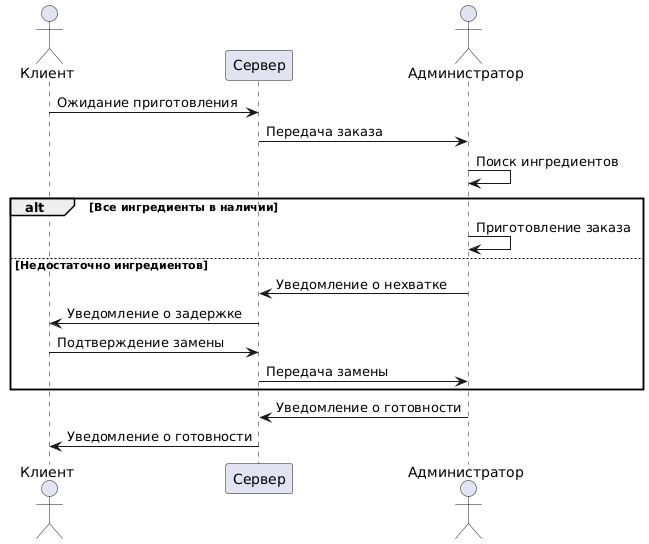 Клиент
Сервер
Администратор
Ожидание приготовления
Передача заказа
Поиск ингредиентов
alt [Все ингредиенты в наличии]
Приготовление заказа
[Недостаточно ингредиентов]
Уведомление о нехватке
Уведомление о задержке
Подтверждение замены
Передача замены
Уведомление о готовности
Уведомление о готовности
Клиент
Сервер
Администратор